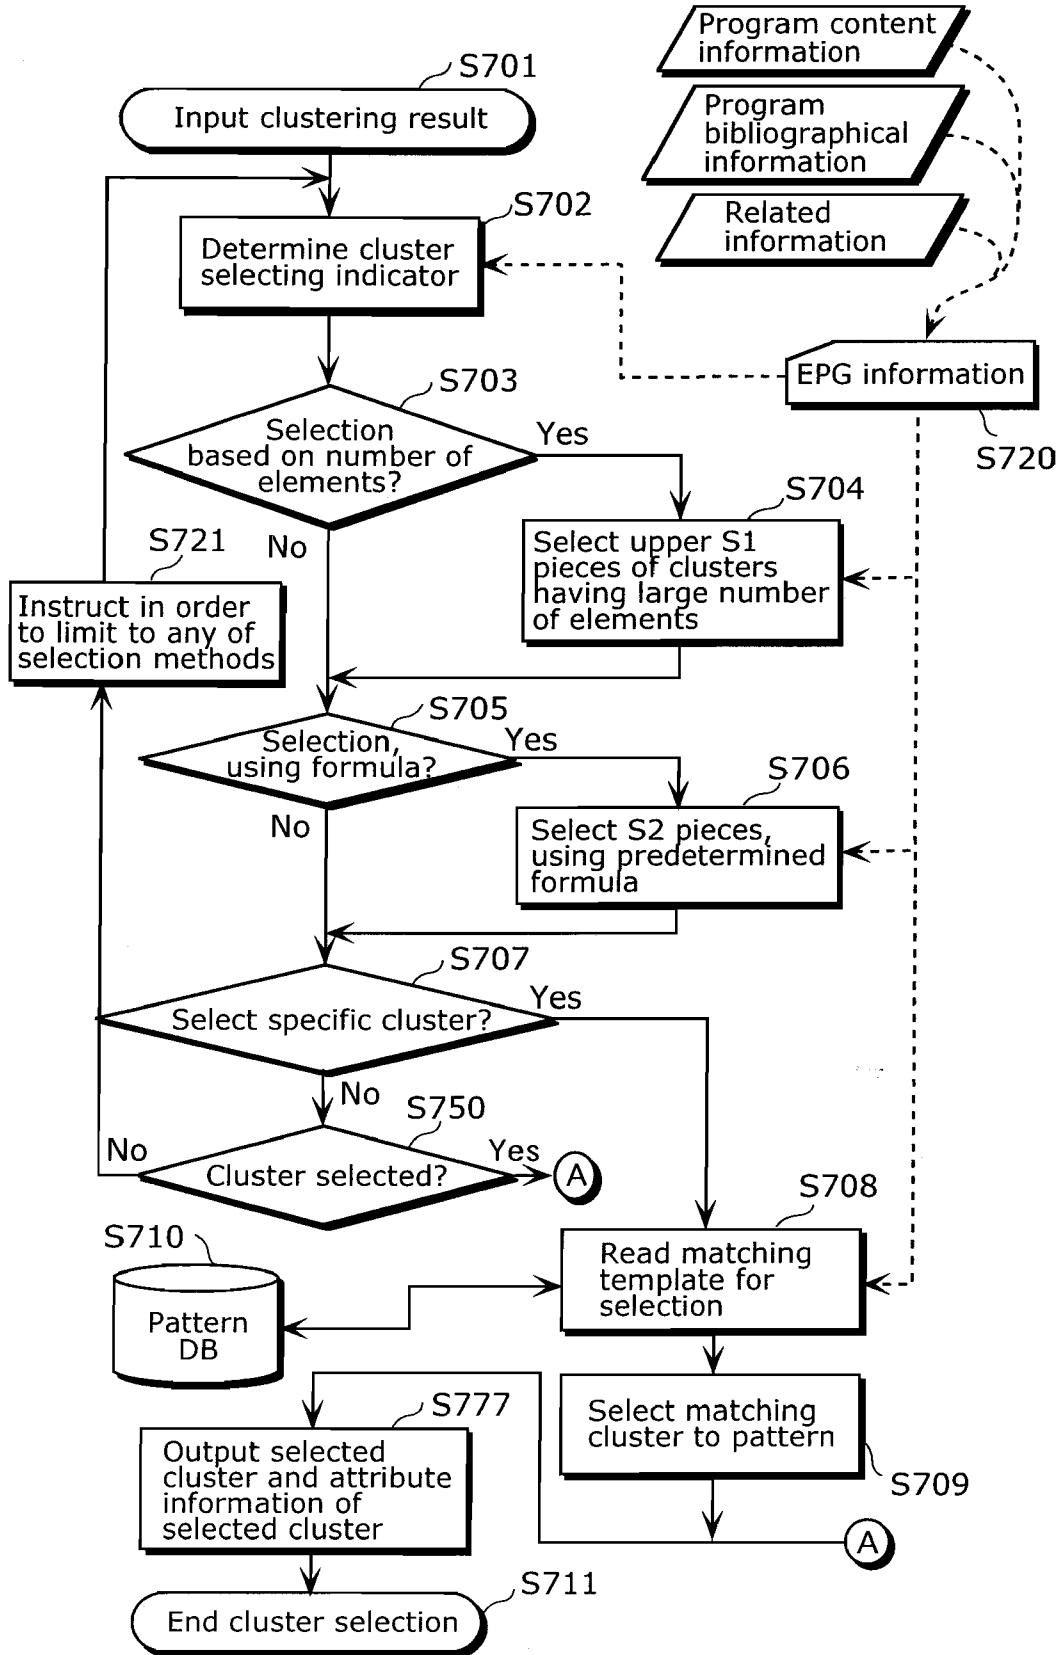 Program content
information
S701
Input clustering result
Program
bibliographical
information
S702
Related
information
Determine cluster
selecting indicator
EPG information
S703
S720
Selection
based on number of
elements?
Yes
No
S704
Select upper S1
pieces of clusters
having large number
of elements
S721
Instruct in order
to limit to any of
selection methods
S705
Selection,
using formula?
Yes
No
S706
Select S2 pieces,
using predetermined
formula
S707
Select specific cluster?
Yes
No
S750
Cluster selected?
No
Yes
A
S708
Read matching
template for
selection
S710
Pattern
DB
S777
Output selected
cluster and attribute
information of
selected cluster
Select matching
cluster to pattern
S709
A
S711
End cluster selection